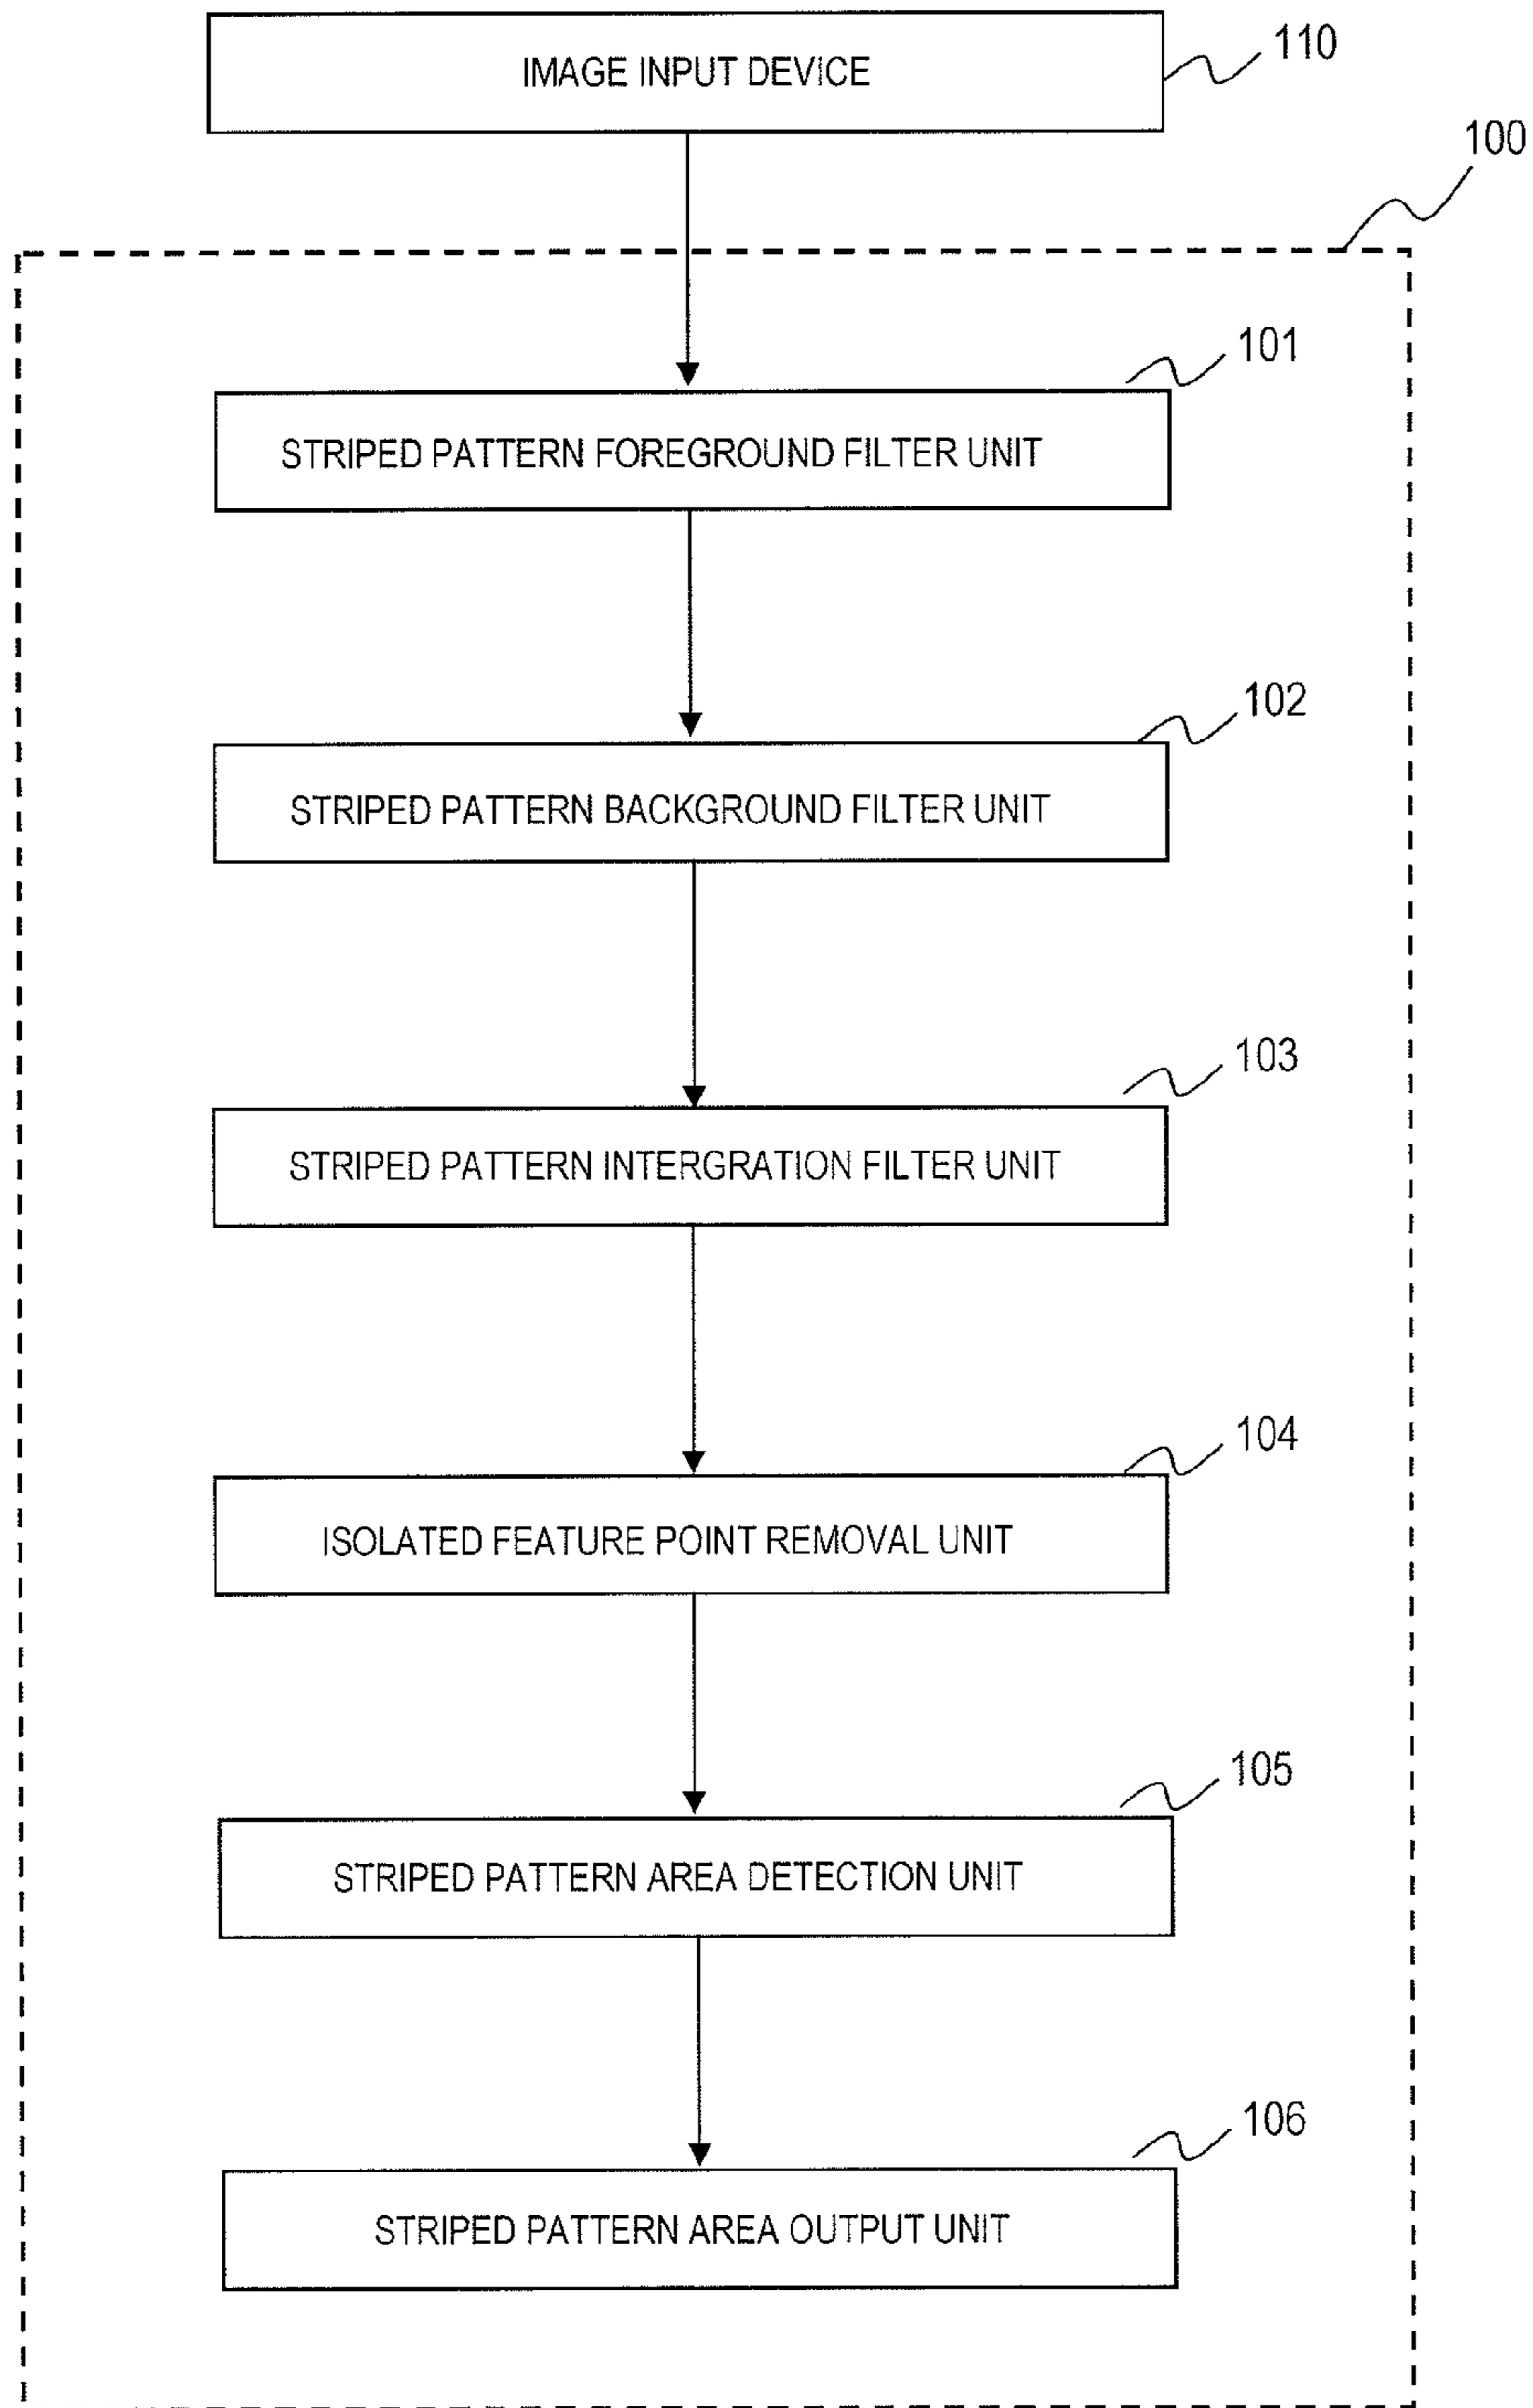 IMAGE INPUT DEVICE
110
100
101
STRIPED PATTERN FOREGROUND FILTER UNIT
102
STRIPED PATTERN BACKGROUND FILTER UNIT
103
STRIPED PATTERN INTERGRATION FILTER UNIT
104
ISOLATED FEATURE POINT REMOVAL UNIT
105
STRIPED PATTERN AREA DETECTION UNIT
106
STRIPED PATTERN AREA OUTPUT UNIT